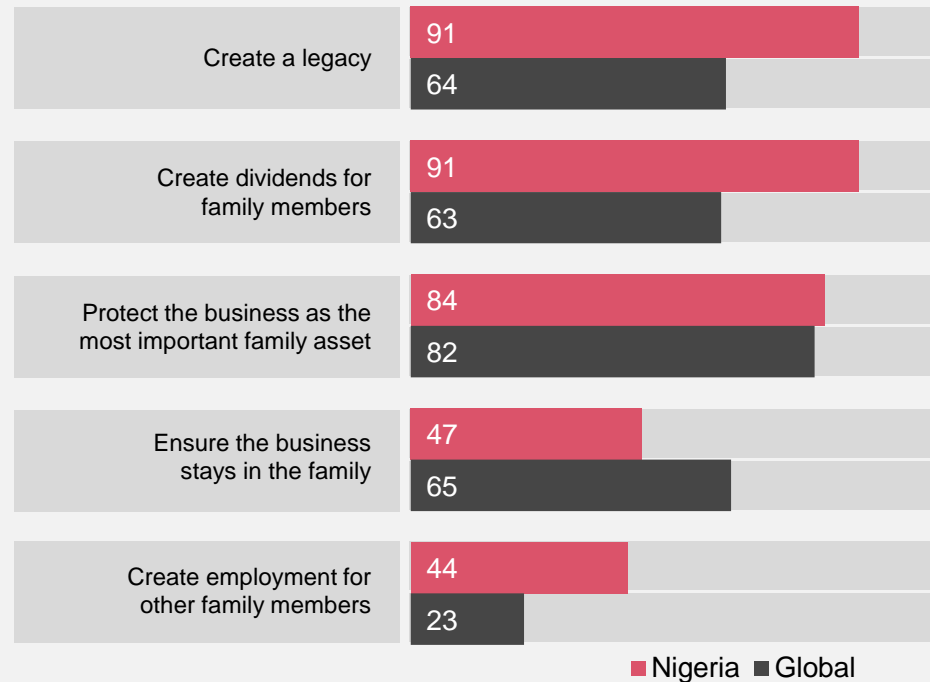 Create a legacy
91
64
Create dividends for
family members
91
63
Protect the business as the
most important family asset
84
82
Ensure the business
stays in the family
47
65
Create employment for
other family members
44
23
Nigeria Global